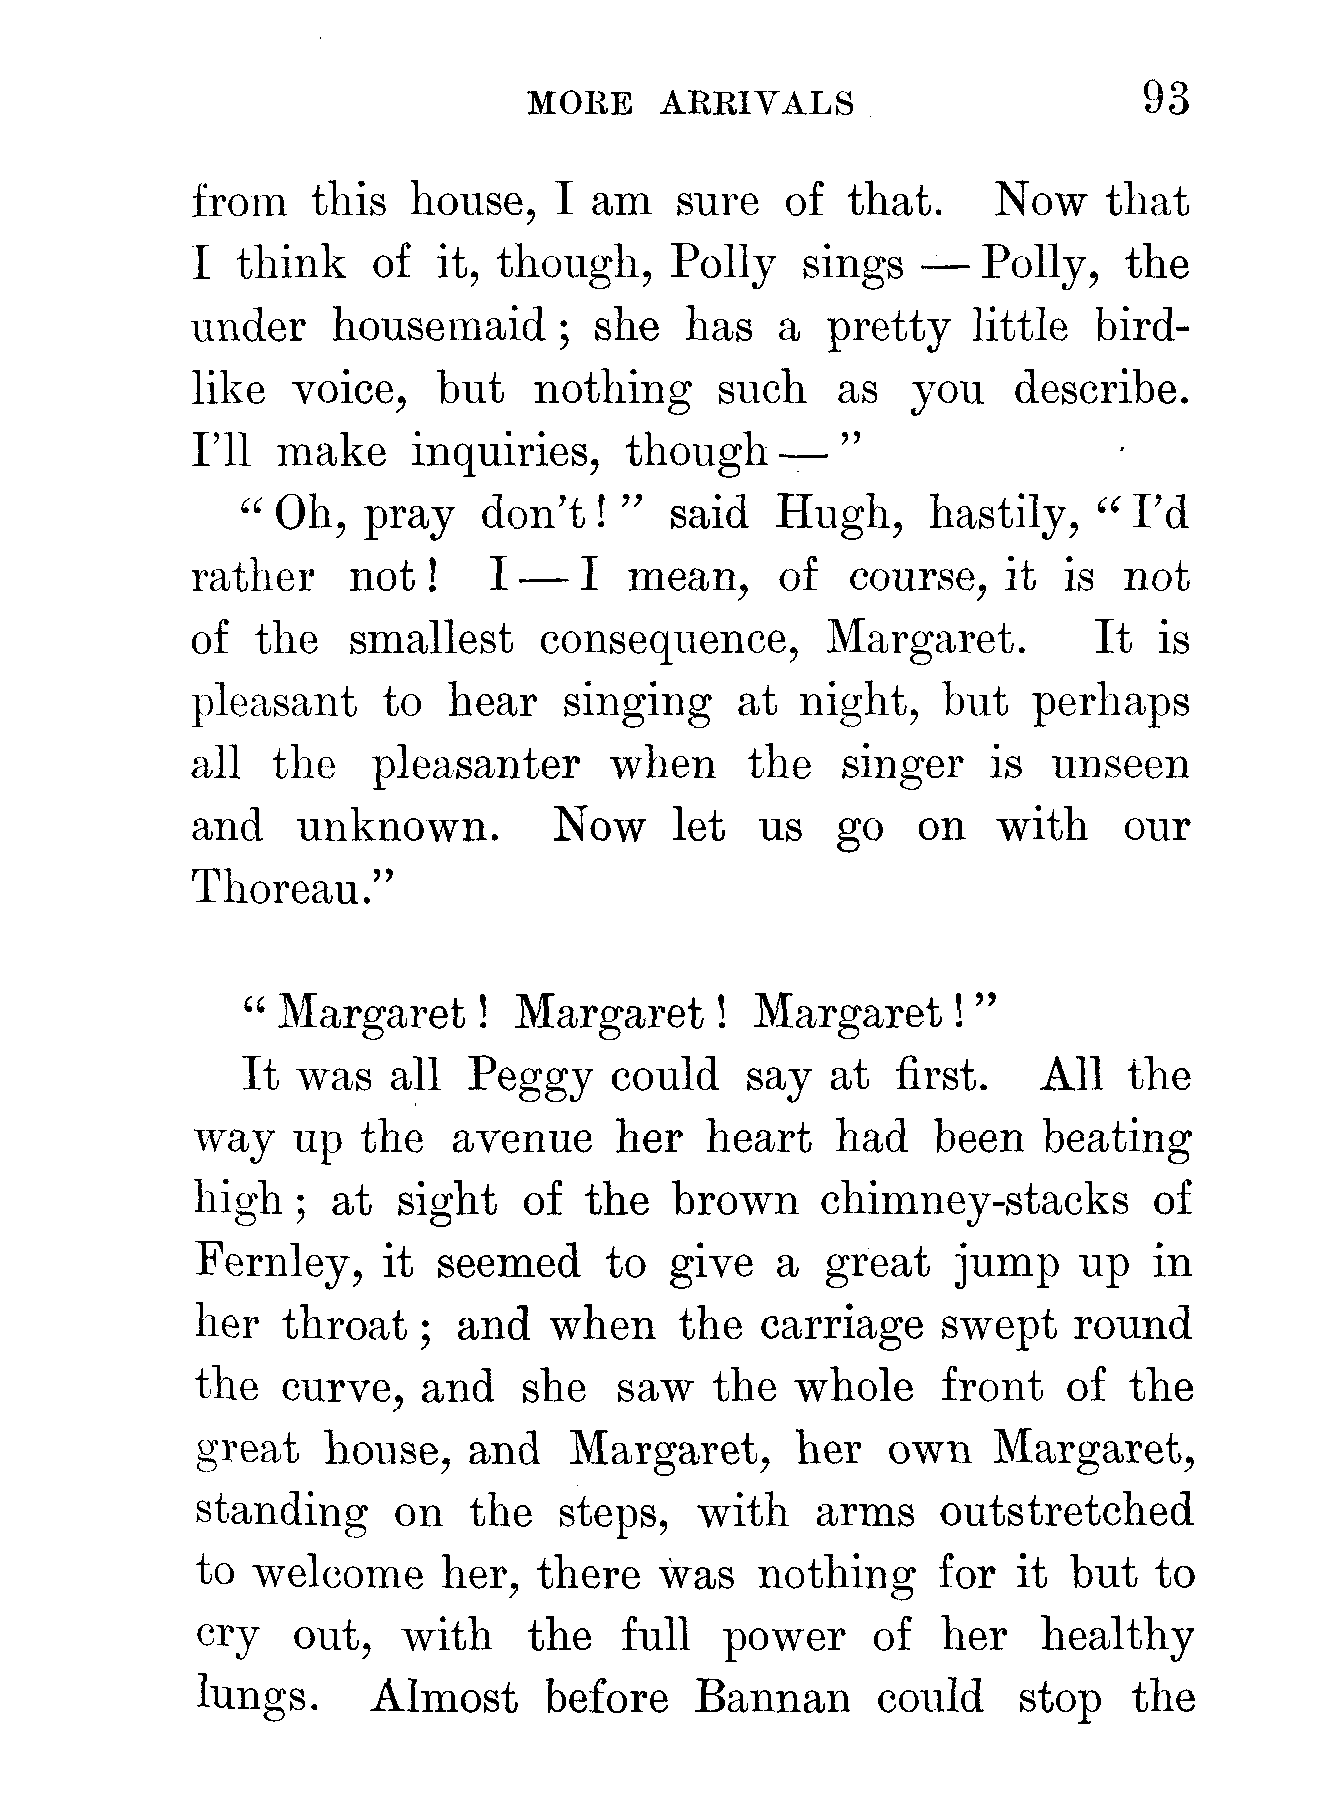 MORE ARRIVALS 93
from this house, I am sure of that. Now that
I think of it, though, Polly sings — Polly, the
under housemaid ; she has a pretty little bird-
like voice, but nothing such as you describe.
I'll make inquiries, though — ”
“ Oh, pray don't ! ” said Hugh, hastily, “ I'd
rather not ! I — I mean, of course, it is not
of the smallest consequence, Margaret. It is
pleasant to hear singing at night, but perhaps
all the pleasanter when the singer is unseen
and unknown. Now let us go on with our
Thoreau.”
“ Margaret ! Margaret ! Margaret ! ”
It was all Peggy could say at first. All the
way up the avenue her heart had been beating
high ; at sight of the brown chimney-stacks of
Fernley, it seemed to give a great jump up in
her throat ; and when the carriage swept round
the curve, and she saw the whole front of the
great house, and Margaret, her own Margaret,
standing on the steps, with arms outstretched
to welcome her, there was nothing for it but to
cry out, with the full power of her healthy
lungs. Almost before Bannan could stop the